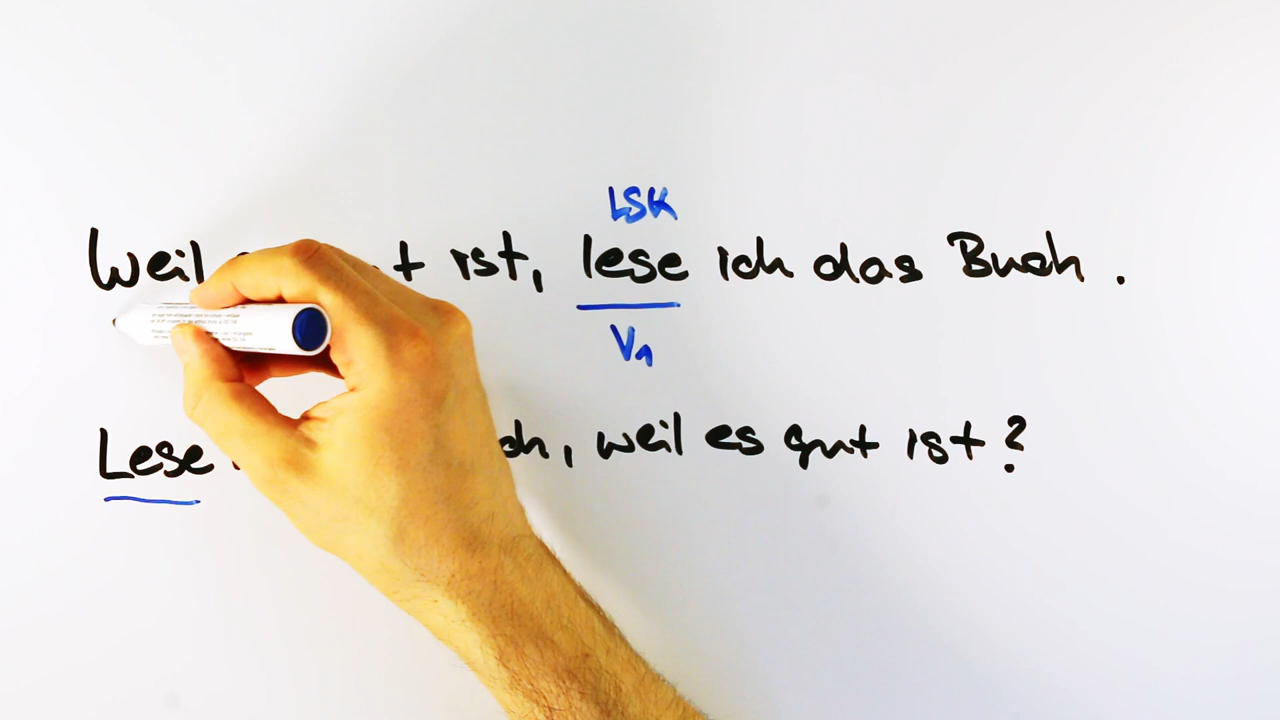 LSK
Weil t ist, lese ich das Buch .
V1
Lese ch, weil es gut ist ?